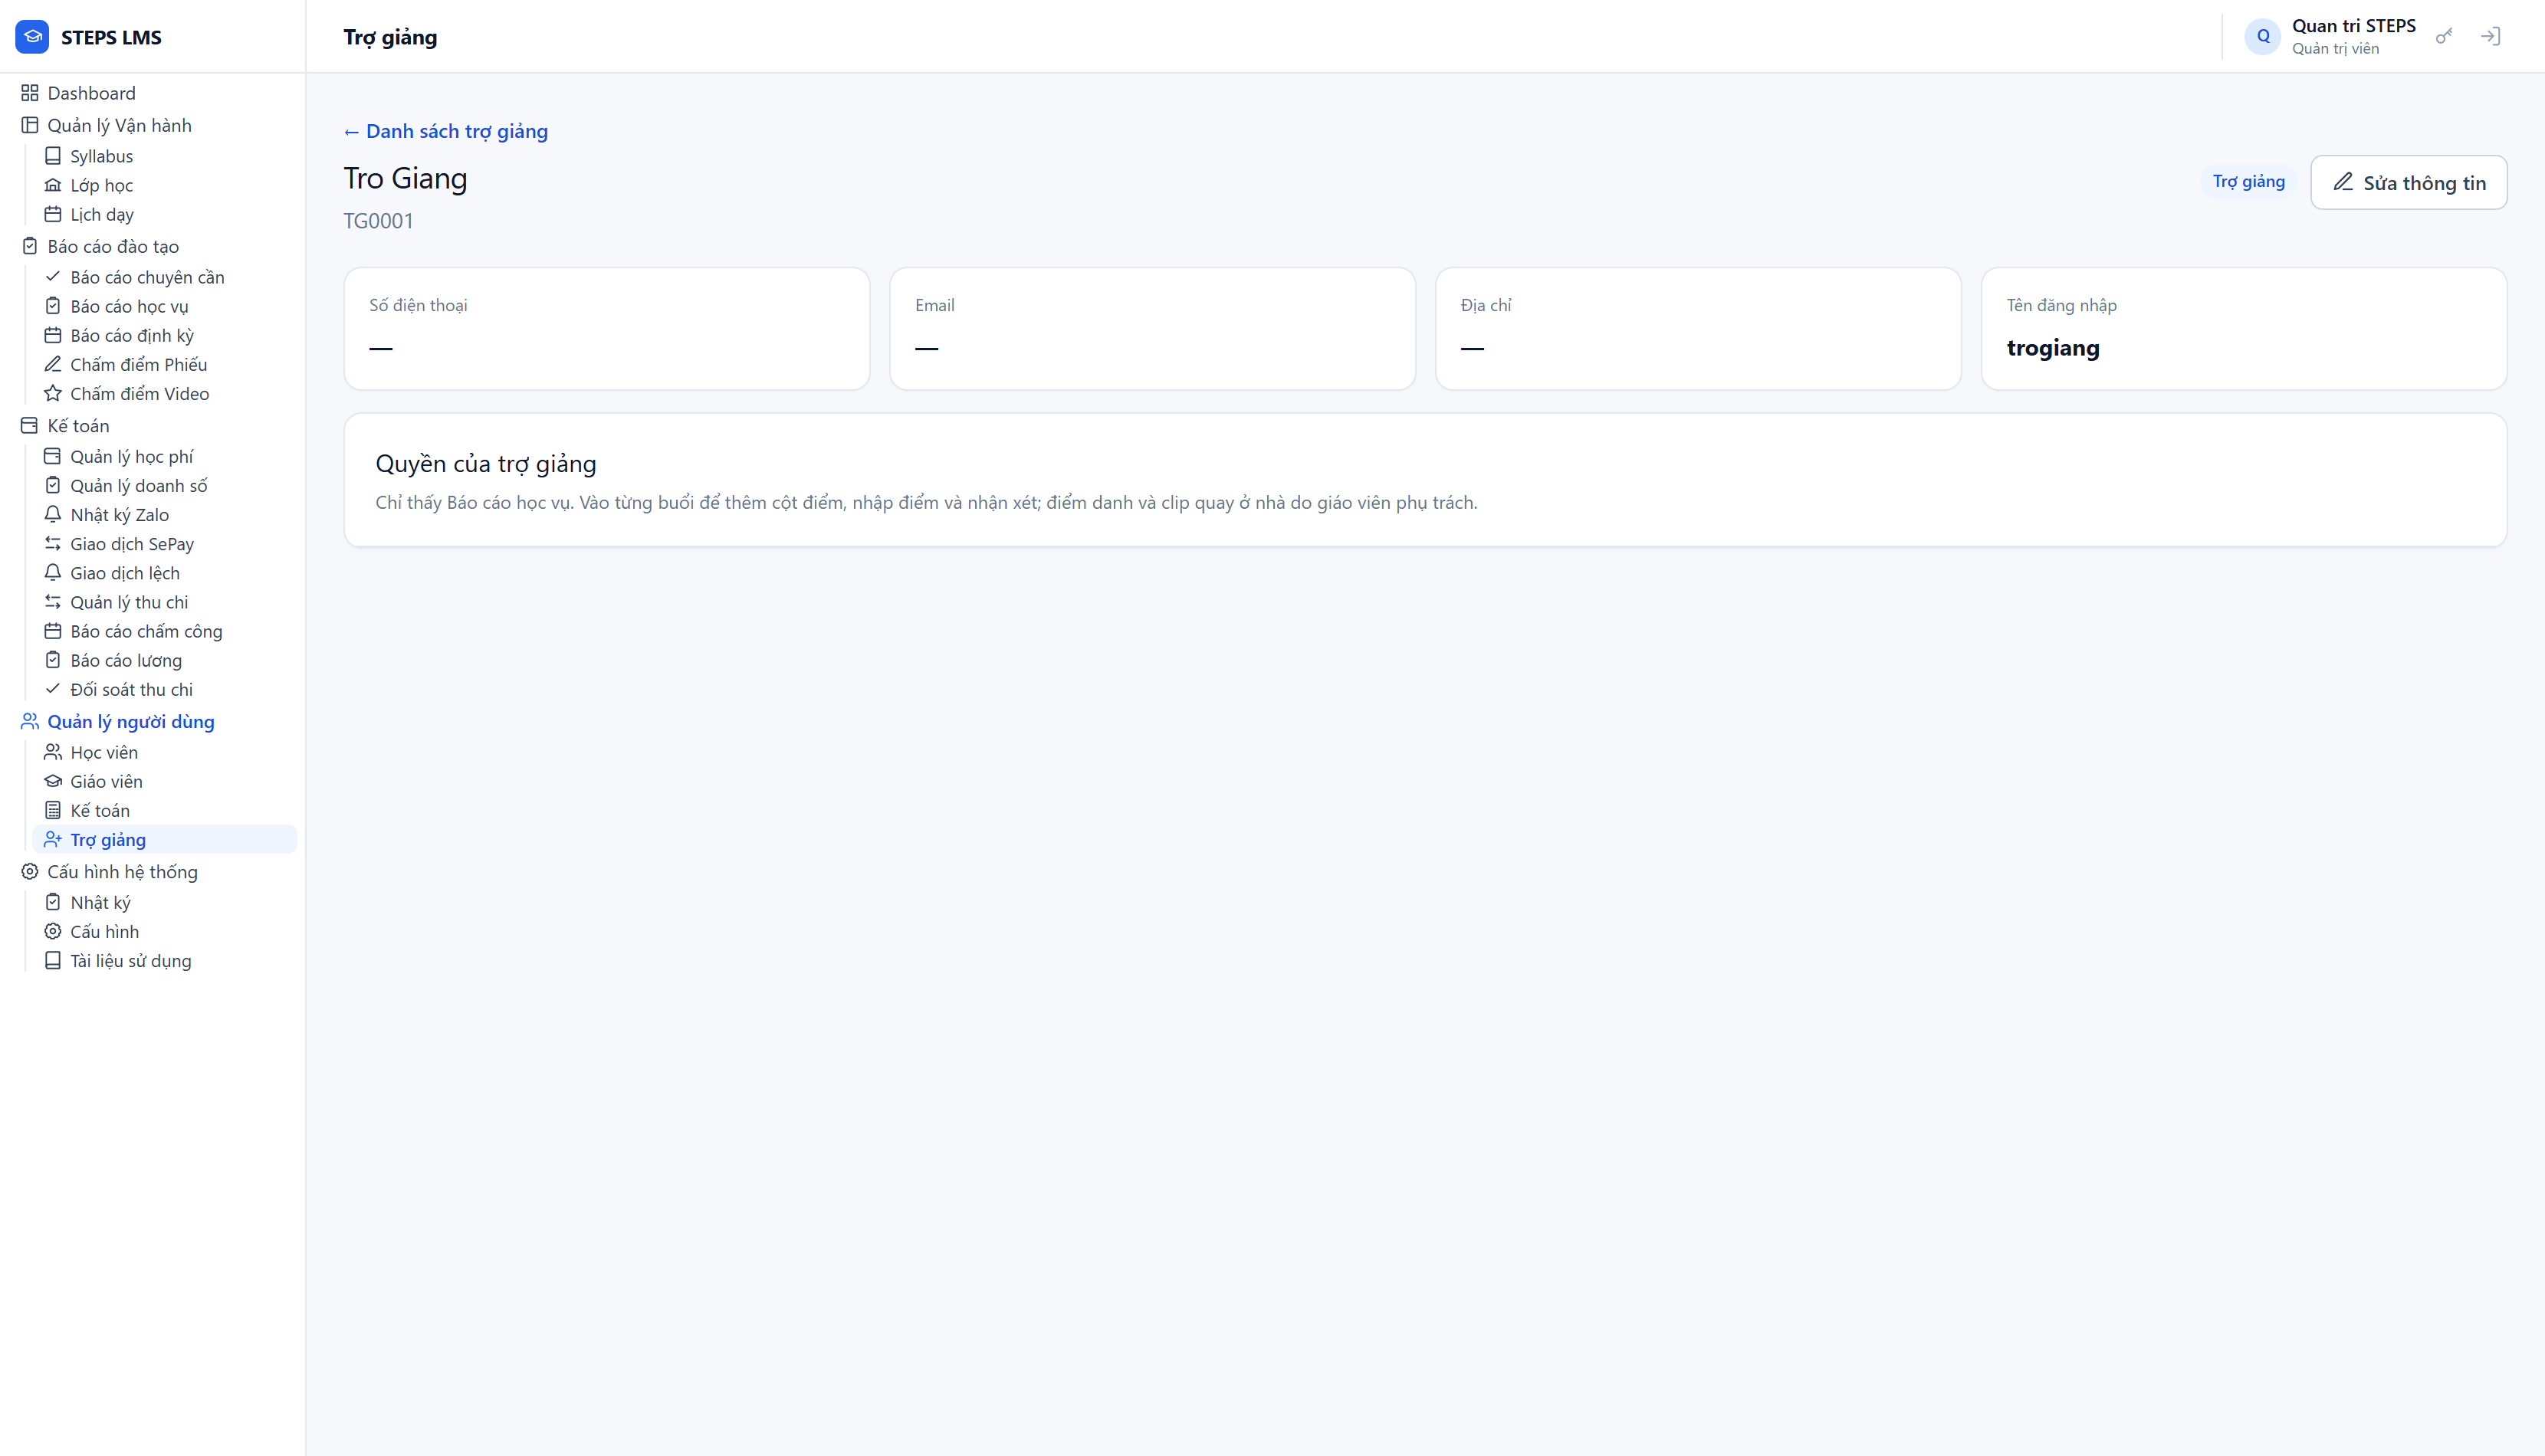 STEPS LMS
Trợ giảng
Q
Quan tri STEPS
Quản trị viên
Dashboard
Quản lý Vận hành
Syllabus
Lớp học
Lịch dạy
Báo cáo đào tạo
Báo cáo chuyên cần
Báo cáo học vụ
Báo cáo định kỳ
Chấm điểm Phiếu
Chấm điểm Video
Kế toán
Quản lý học phí
Quản lý doanh số
Nhật ký Zalo
Giao dịch SePay
Giao dịch lệch
Quản lý thu chi
Báo cáo chấm công
Báo cáo lương
Đối soát thu chi
Quản lý người dùng
Học viên
Giáo viên
Kế toán
Trợ giảng
Cấu hình hệ thống
Nhật ký
Cấu hình
Tài liệu sử dụng
← Danh sách trợ giảng
Tro Giang
TG0001
Trợ giảng
Sửa thông tin
Số điện thoại
—
Email
—
Địa chỉ
—
Tên đăng nhập
trogiang
Quyền của trợ giảng
Chỉ thấy Báo cáo học vụ. Vào từng buổi để thêm cột điểm, nhập điểm và nhận xét; điểm danh và clip quay ở nhà do giáo viên phụ trách.